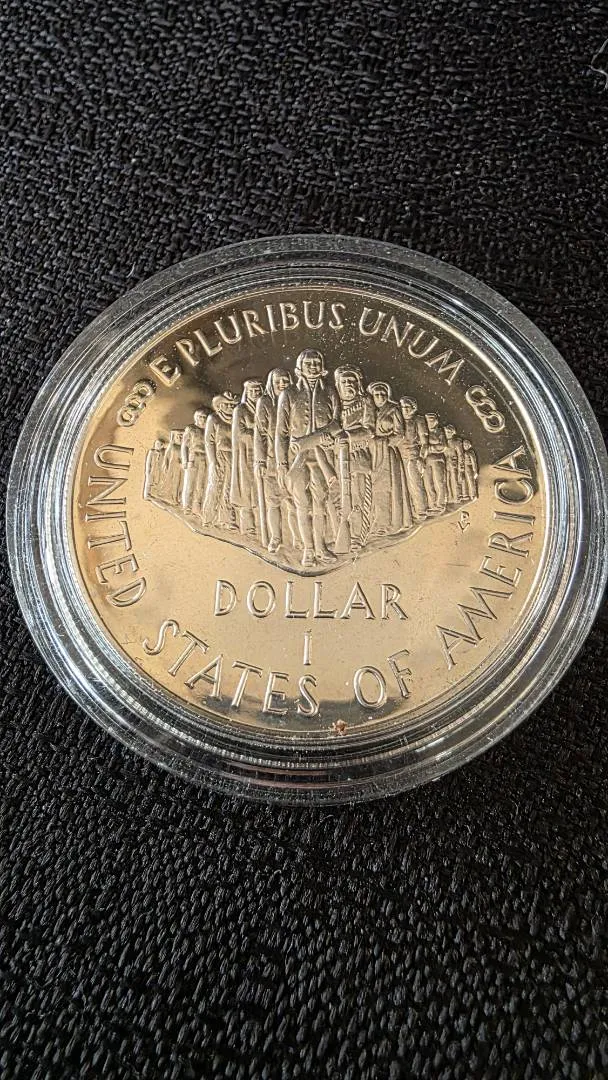 E PLURIBUS UNUM
DOLLAR
1
UNITED STATES OF AMERICA